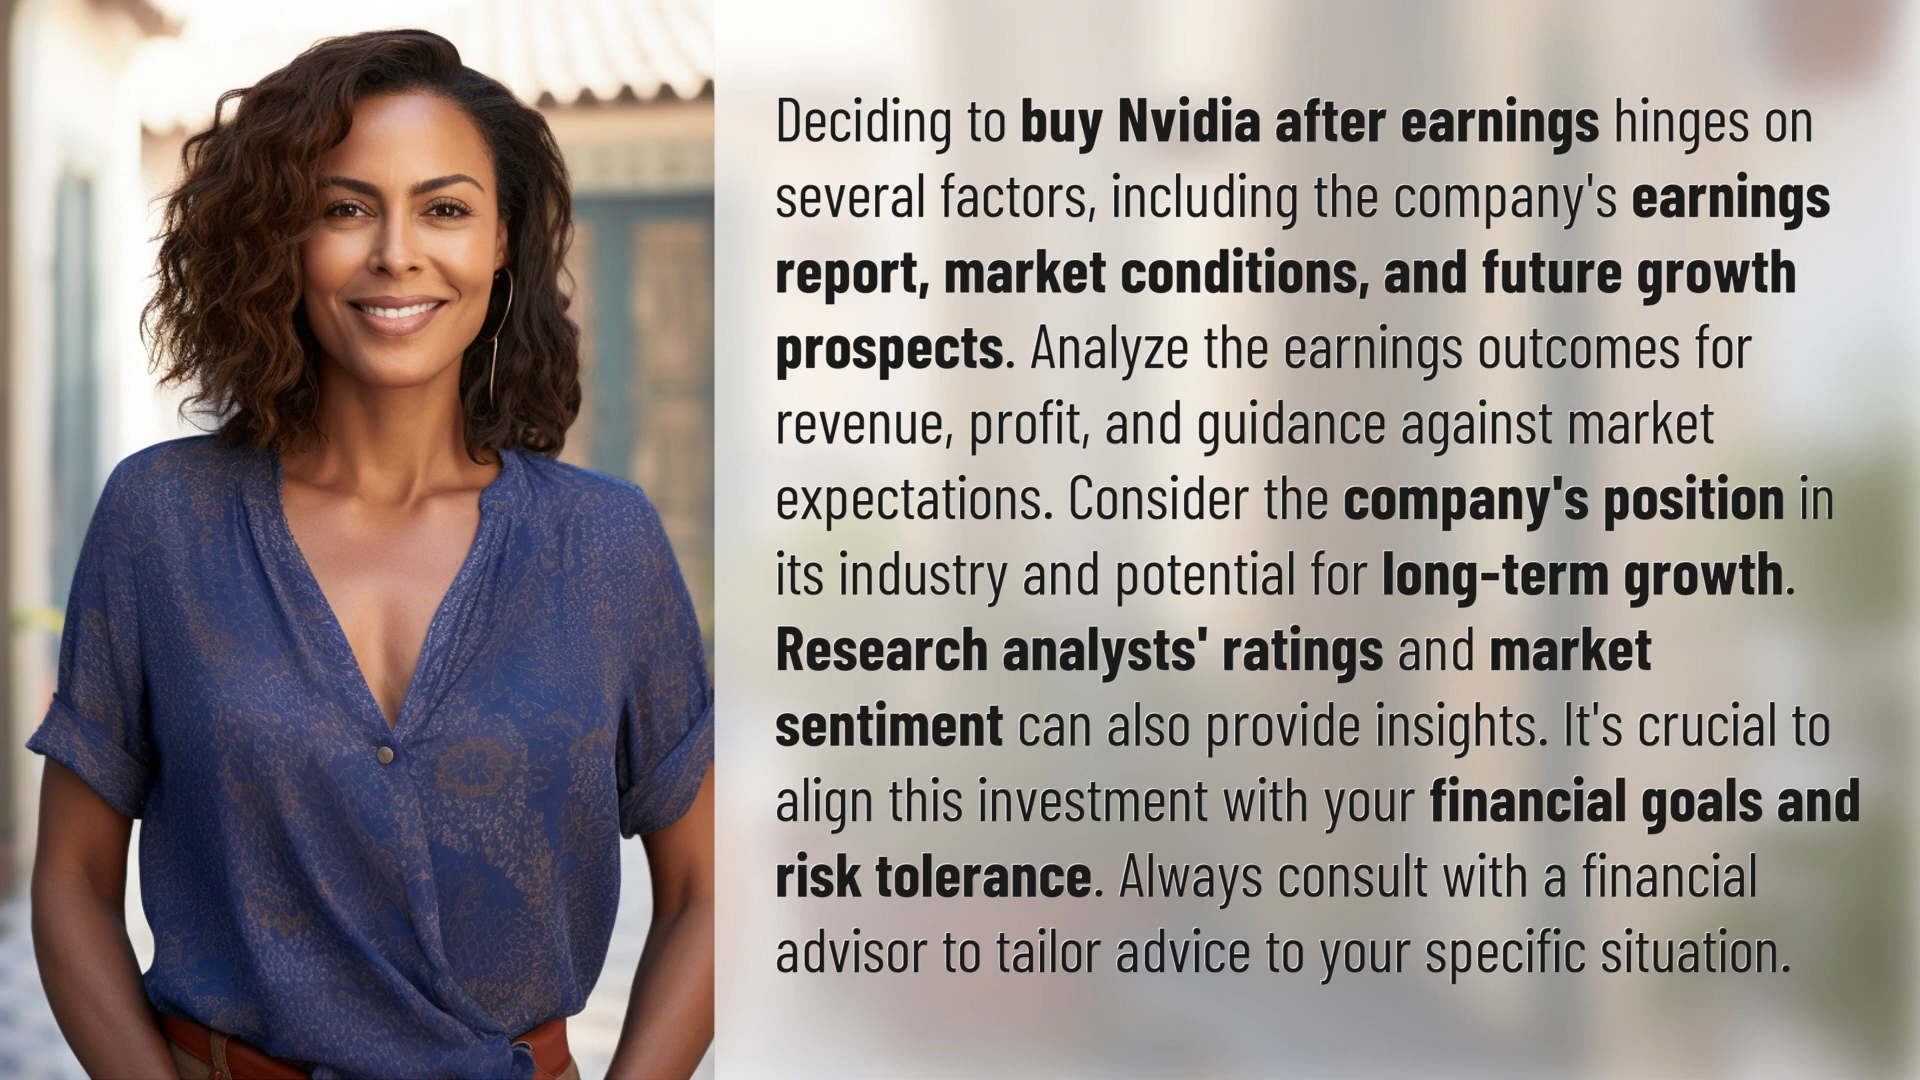 Deciding to buy Nvidia after earnings hinges on
several factors, including the company's earnings
report, market conditions, and future growth
prospects. Analyze the earnings outcomes for
revenue, profit, and guidance against market
expectations. Consider the company's position in
its industry and potential for long-term growth.
Research analysts' ratings and market
sentiment can also provide insights. It's crucial to
align this investment with your financial goals and
risk tolerance. Always consult with a financial
advisor to tailor advice to your specific situation.